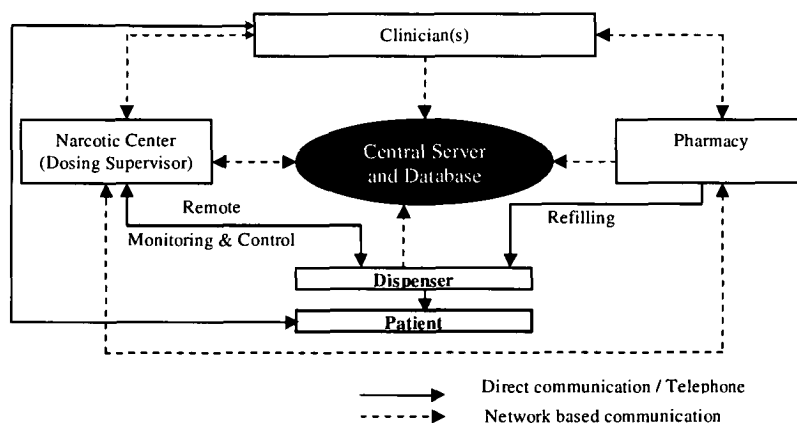 Clinician(s)
Narcotic Center
(Dosing Supervisor)
Central Server
and Database
Pharmacy
Remote
Monitoring & Control
Refilling
Dispenser
Patient
Direct communication / Telephone
Network based communication